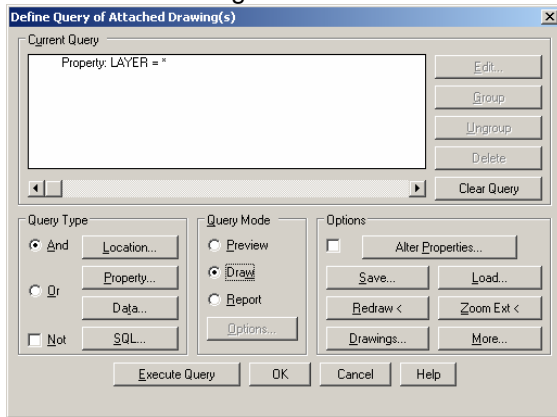 Define Query of Attached Drawing(s)
Current Query
Property: LAYER = *
Edit...
Group
Ungroup
Delete
Clear Query
Query Type
And
Location...
Or
Property...
Data...
Not
SQL...
Query Mode
Preview
Draw
Report
Options...
Options
Alter Properties...
Save...
Load...
Redraw <
Zoom Ext <
Drawings...
More...
Execute Query
OK
Cancel
Help